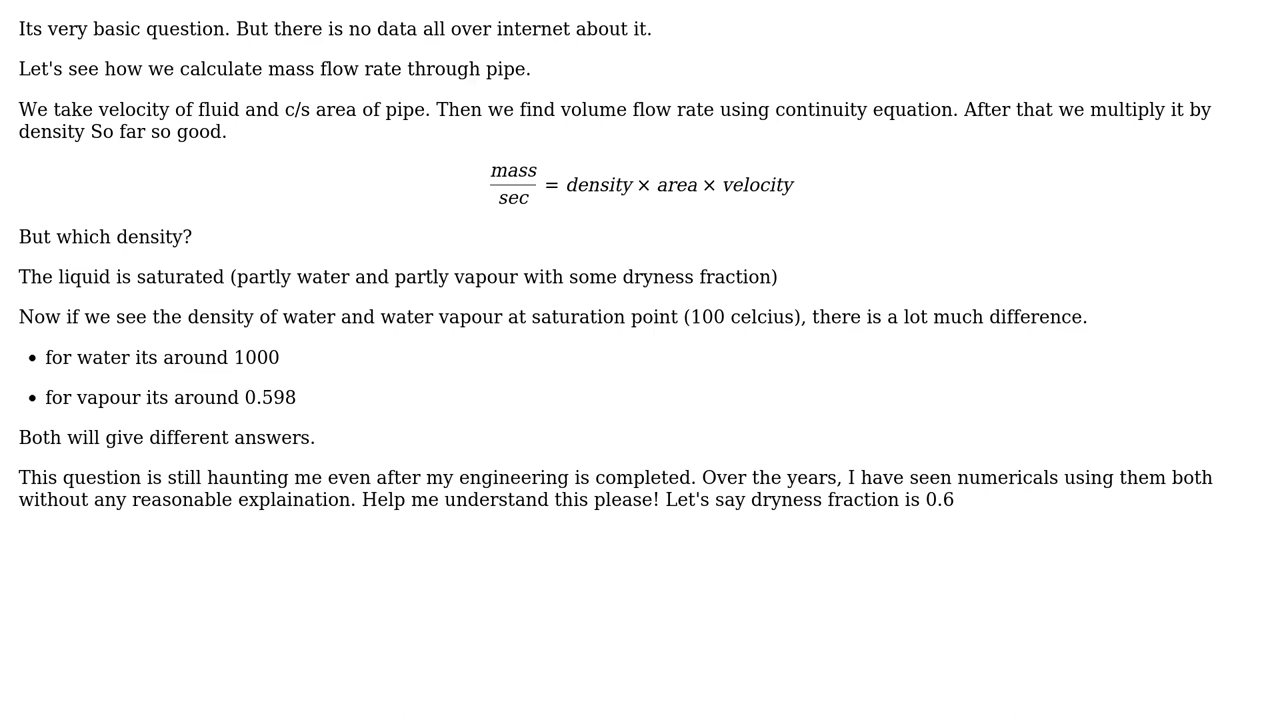 Its very basic question. But there is no data all over internet about it.
Let's see how we calculate mass flow rate through pipe.
We take velocity of fluid and c/s area of pipe. Then we find volume flow rate using continuity equation. After that we multiply it by
density So far so good.
mass/sec = density × area × velocity
But which density?
The liquid is saturated (partly water and partly vapour with some dryness fraction)
Now if we see the density of water and water vapour at saturation point (100 celcius), there is a lot much difference.
• for water its around 1000
• for vapour its around 0.598
Both will give different answers.
This question is still haunting me even after my engineering is completed. Over the years, I have seen numericals using them both
without any reasonable explaination. Help me understand this please! Let's say dryness fraction is 0.6